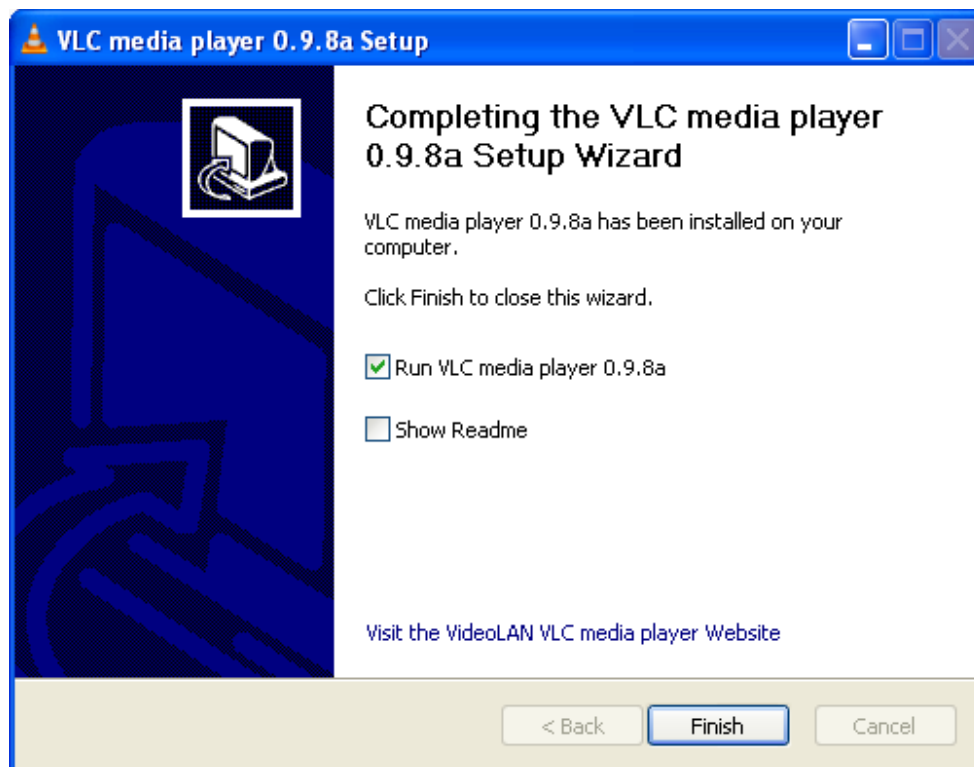 VLC media player 0.9.8a Setup
Completing the VLC media player
0.9.8a Setup Wizard
VLC media player 0.9.8a has been installed on your
computer.
Click Finish to close this wizard.
Run VLC media player 0.9.8a
Show Readme
Visit the VideoLAN VLC media player Website
< Back Finish Cancel